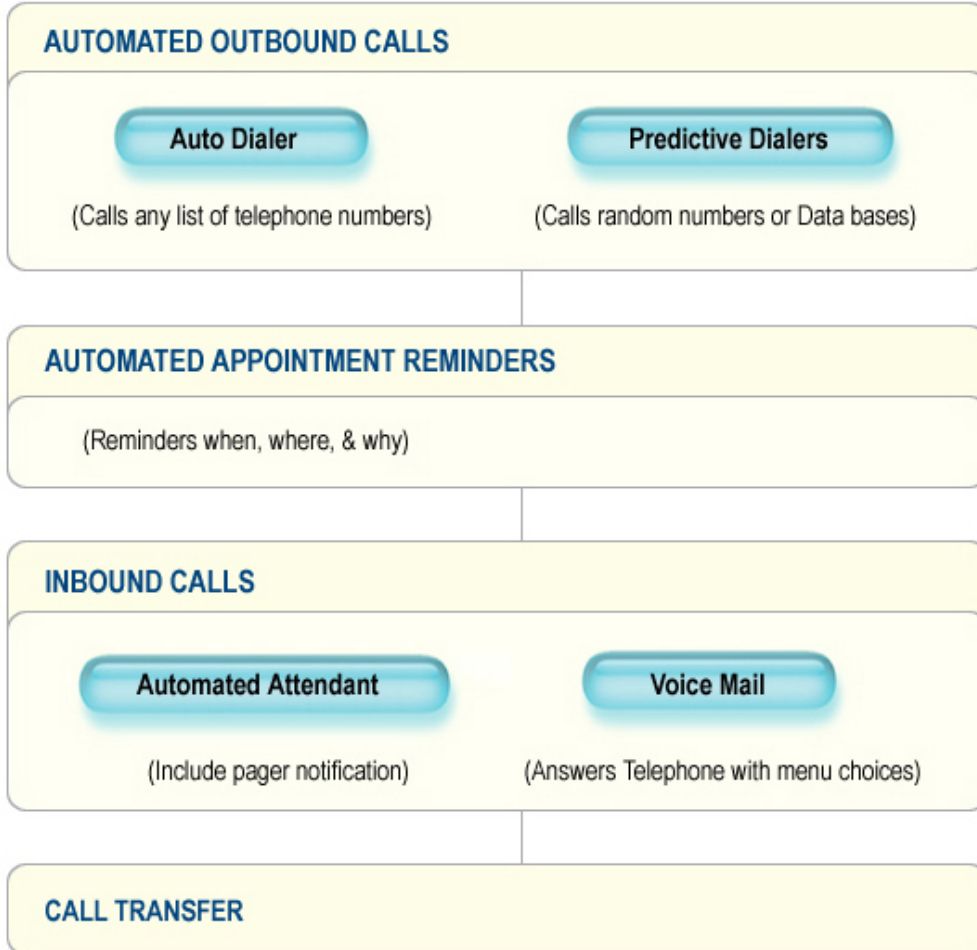 AUTOMATED OUTBOUND CALLS
Auto Dialer
(Calls any list of telephone numbers)
Predictive Dialers
(Calls random numbers or Data bases)
AUTOMATED APPOINTMENT REMINDERS
(Reminders when, where, & why)
INBOUND CALLS
Automated Attendant
(Include pager notification)
Voice Mail
(Answers Telephone with menu choices)
CALL TRANSFER